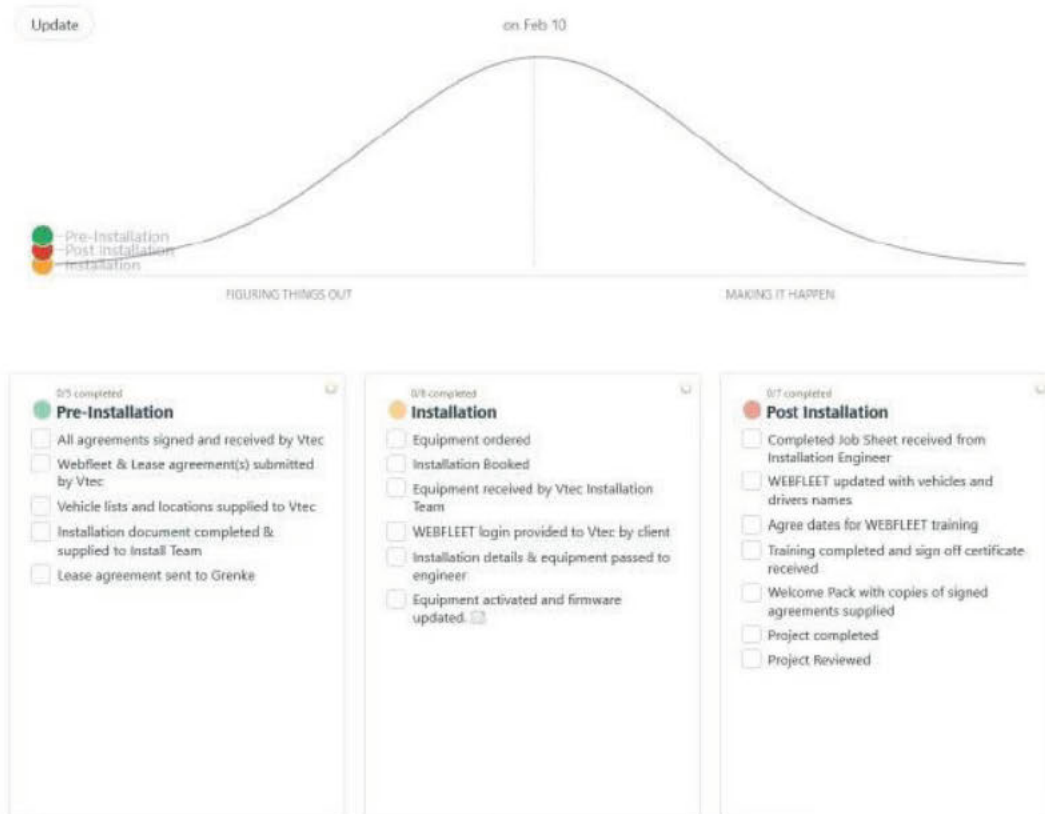 Update
on Feb 10
Pre-Installation
Post Installation
Installation
FIGURING THINGS OUT
MAKING IT HAPPEN
0/5 completed
Pre-Installation
All agreements signed and received by Vtec
Webfleet & Lease agreement(s) submitted
by Vtec
Vehicle lists and locations supplied to Vtec
Installation document completed &
supplied to Install Team
Lease agreement sent to Grenke
0/6 completed
Installation
Equipment ordered
Installation Booked
Equipment received by Vtec Installation
Team
WEBFLEET login provided to Vtec by client
Installation details & equipment passed to
engineer
Equipment activated and firmware
updated
0/7 completed
Post Installation
Completed Job Sheet received from
Installation Engineer
WEBFLEET updated with vehicles and
drivers names
Agree dates for WEBFLEET training
Training completed and sign off certificate
received
Welcome Pack with copies of signed
agreements supplied
Project completed
Project Reviewed